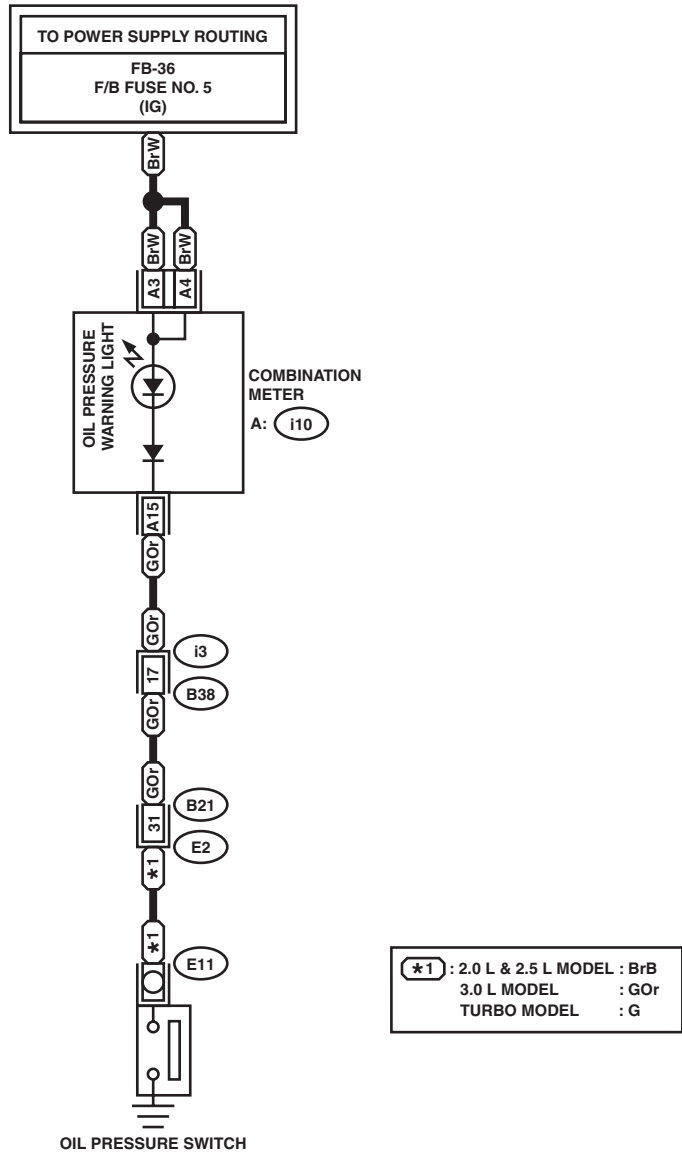 TO POWER SUPPLY ROUTING
FB-36
F/B FUSE NO. 5
(IG)
BrW
BrW
BrW
A3
A4
OIL PRESSURE
WARNING LIGHT
COMBINATION
METER
A: i10
A15
GOr
GOr
i3
17
B38
GOr
GOr
B21
31
E2
*1
*1
E11
*1 : 2.0 L & 2.5 L MODEL : BrB
3.0 L MODEL : GOr
TURBO MODEL : G
OIL PRESSURE SWITCH